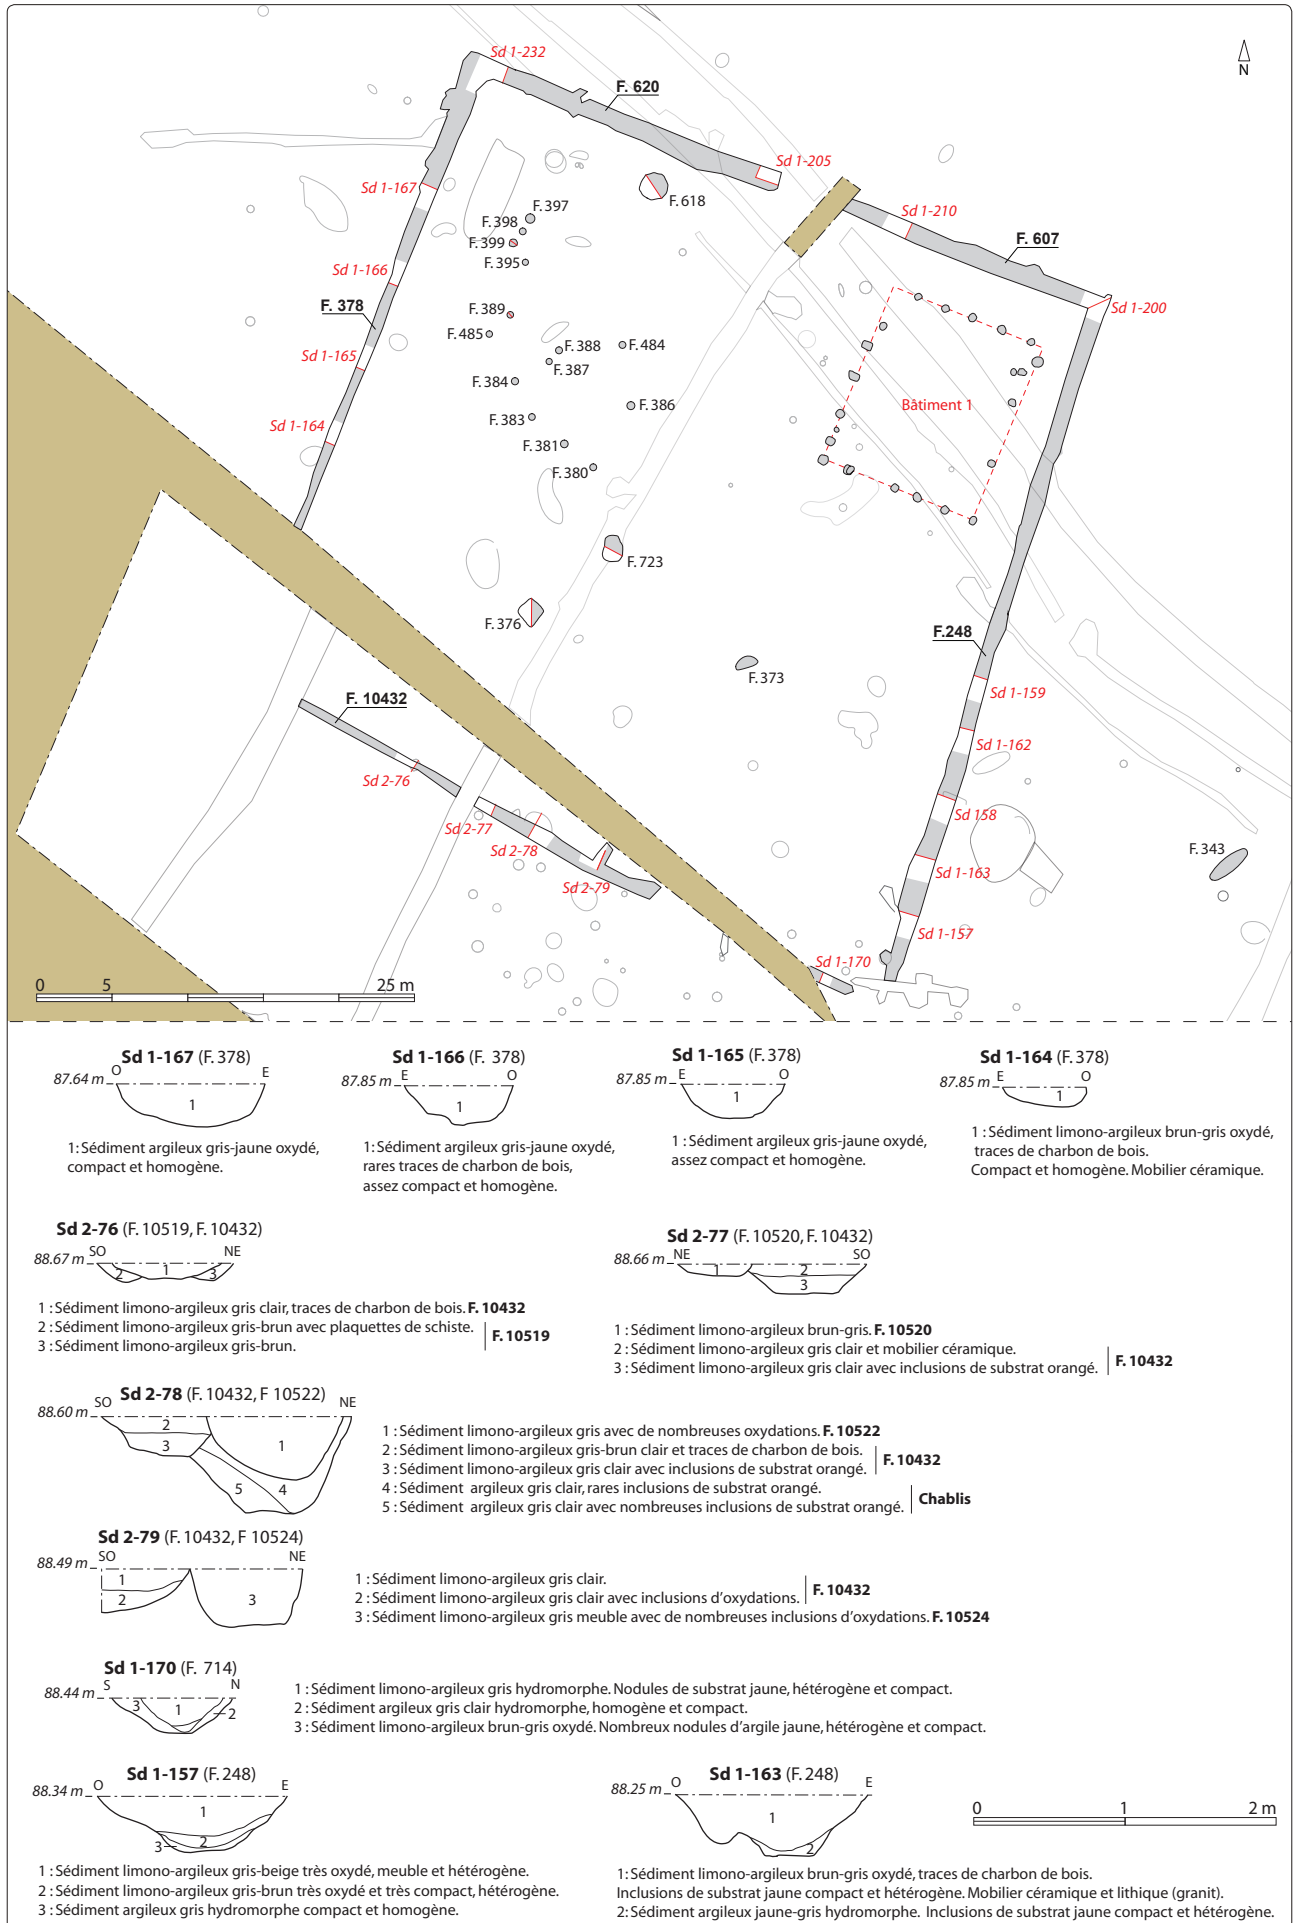 N
Sd 1-232
F. 620
Sd 1-205
Sd 1-167
F. 618
Sd 1-210
F. 397
F. 398
F. 399
F. 607
F. 395
Sd 1-166
F. 378
F. 389
Sd 1-200
F. 485
F. 388
F. 484
Sd 1-165
F. 387
F. 384
F. 386
Bâtiment 1
F. 383
Sd 1-164
F. 381
F. 380
F. 723
F. 376
F.248
F. 373
Sd 1-159
F. 10432
Sd 1-162
Sd 2-76
Sd 158
Sd 2-77
Sd 2-78
F. 343
Sd 1-163
Sd 2-79
Sd 1-157
Sd 1-170
0 5 25 m
Sd 1-167 (F. 378)
87.64 m O E
1
1: Sédiment argileux gris-jaune oxydé,
compact et homogène.
Sd 1-166 (F. 378)
87.85 m E O
1
1: Sédiment argileux gris-jaune oxydé,
rares traces de charbon de bois,
assez compact et homogène.
Sd 1-165 (F. 378)
87.85 m E O
1
1 : Sédiment argileux gris-jaune oxydé,
assez compact et homogène.
Sd 1-164 (F. 378)
87.85 m E O
1
1 : Sédiment limono-argileux brun-gris oxydé,
traces de charbon de bois.
Compact et homogène. Mobilier céramique.
Sd 2-76 (F. 10519, F. 10432)
88.67 m SO NE
2 1 3
1 : Sédiment limono-argileux gris clair, traces de charbon de bois. F. 10432
2 : Sédiment limono-argileux gris-brun avec plaquettes de schiste.
3 : Sédiment limono-argileux gris-brun.
F. 10519
Sd 2-77 (F. 10520, F. 10432)
88.66 m NE SO
1 2
3
1 : Sédiment limono-argileux brun-gris. F. 10520
2 : Sédiment limono-argileux gris clair et mobilier céramique.
3 : Sédiment limono-argileux gris clair avec inclusions de substrat orangé.
F. 10432
Sd 2-78 (F. 10432, F 10522)
88.60 m SO NE
2
3 1
5 4
1 : Sédiment limono-argileux gris avec de nombreuses oxydations. F. 10522
2 : Sédiment limono-argileux gris-brun clair et traces de charbon de bois.
3 : Sédiment limono-argileux gris clair avec inclusions de substrat orangé.
F. 10432
4 : Sédiment argileux gris clair, rares inclusions de substrat orangé.
5 : Sédiment argileux gris clair avec nombreuses inclusions de substrat orangé.
Chablis
Sd 2-79 (F. 10432, F 10524)
88.49 m SO NE
1
2 3
1 : Sédiment limono-argileux gris clair.
2 : Sédiment limono-argileux gris clair avec inclusions d'oxydations.
F. 10432
3 : Sédiment limono-argileux gris meuble avec de nombreuses inclusions d'oxydations. F. 10524
Sd 1-170 (F. 714)
88.44 m S N
3 1 2
1 : Sédiment limono-argileux gris hydromorphe. Nodules de substrat jaune, hétérogène et compact.
2 : Sédiment argileux gris clair hydromorphe, homogène et compact.
3 : Sédiment limono-argileux brun-gris oxydé. Nombreux nodules d'argile jaune, hétérogène et compact.
Sd 1-157 (F. 248)
88.34 m O E
1
3 2
1 : Sédiment limono-argileux gris-beige très oxydé, meuble et hétérogène.
2 : Sédiment limono-argileux gris-brun très oxydé et très compact, hétérogène.
3 : Sédiment argileux gris hydromorphe compact et homogène.
Sd 1-163 (F. 248)
88.25 m O E
1
2
0 1 2 m
1: Sédiment limono-argileux brun-gris oxydé, traces de charbon de bois.
Inclusions de substrat jaune compact et hétérogène. Mobilier céramique et lithique (granit).
2: Sédiment argileux jaune-gris hydromorphe. Inclusions de substrat jaune compact et hétérogène.